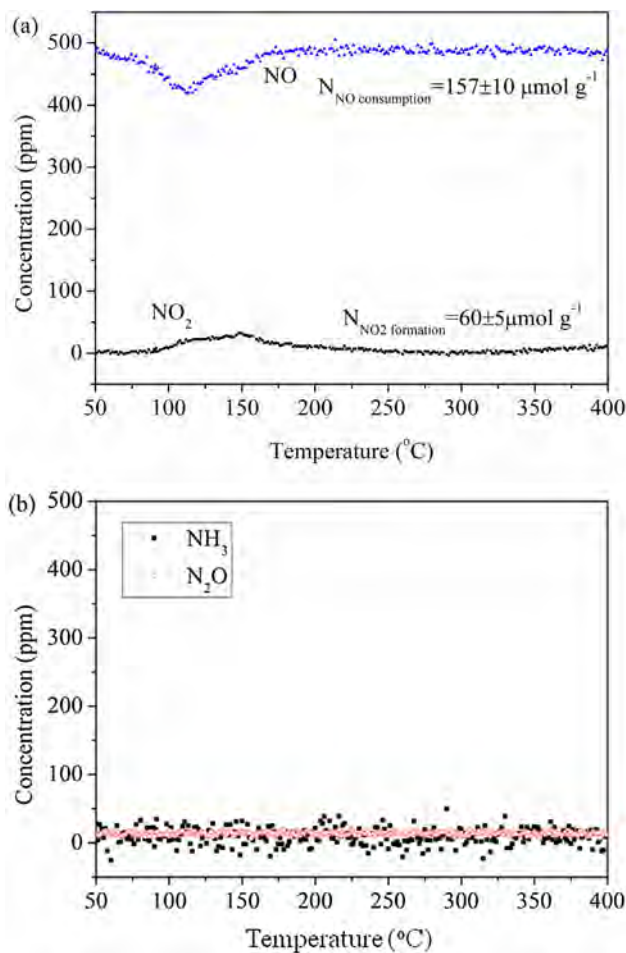 (a)
500
400
300
200
100
0
Concentration (ppm)
NO
N_NO consumption=157±10 μmol g⁻¹
NO₂
N_NO2 formation=60±5μmol g⁻¹
50 100 150 200 250 300 350 400
Temperature (°C)
(b)
500
400
300
200
100
0
Concentration (ppm)
NH₃
N₂O
50 100 150 200 250 300 350 400
Temperature (°C)